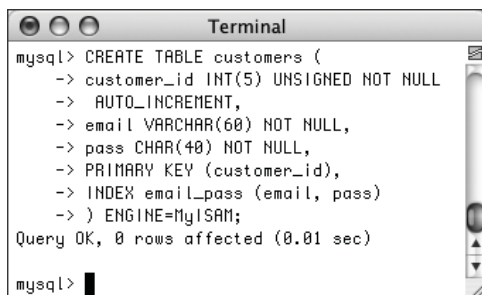 Terminal
mysql> CREATE TABLE customers (
    -> customer_id INT(5) UNSIGNED NOT NULL
    ->  AUTO_INCREMENT,
    -> email VARCHAR(60) NOT NULL,
    -> pass CHAR(40) NOT NULL,
    -> PRIMARY KEY (customer_id),
    -> INDEX email_pass (email, pass)
    -> ) ENGINE=MyISAM;
Query OK, 0 rows affected (0.01 sec)
mysql>